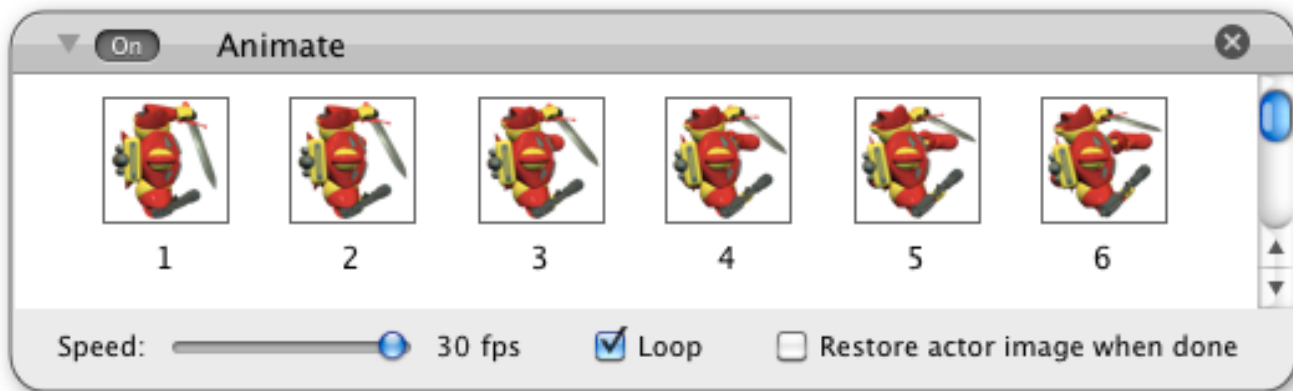 On Animate
1 2 3 4 5 6
Speed: 30 fps Loop Restore actor image when done